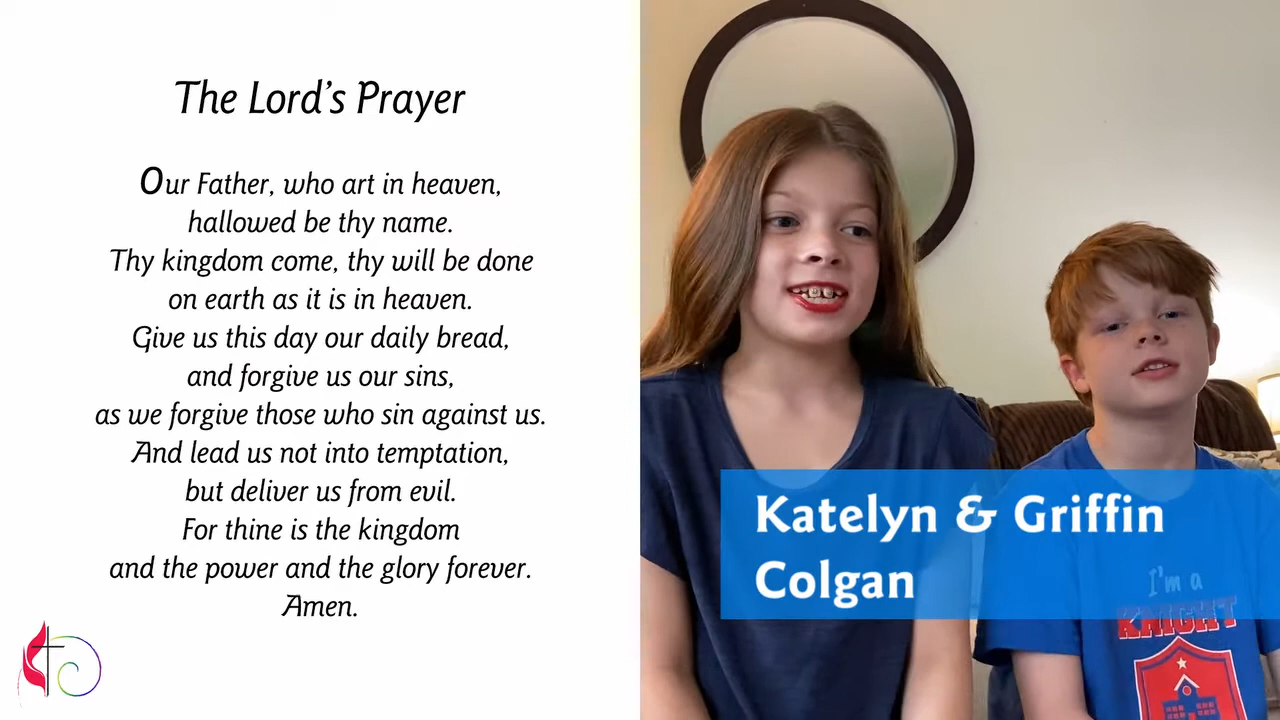 The Lord's Prayer
Our Father, who art in heaven,
hallowed be thy name.
Thy kingdom come, thy will be done
on earth as it is in heaven.
Give us this day our daily bread,
and forgive us our sins,
as we forgive those who sin against us.
And lead us not into temptation,
but deliver us from evil.
For thine is the kingdom
and the power and the glory forever.
Amen.
Katelyn & Griffin
Colgan
I'm a
KNIGHT